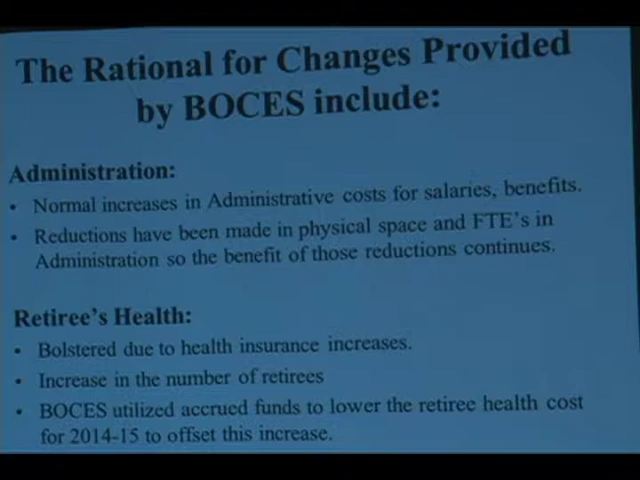 The Rational for Changes Provided
by BOCES include:
Administration:
• Normal increases in Administrative costs for salaries, benefits.
• Reductions have been made in physical space and FTE's in
Administration so the benefit of those reductions continues.
Retiree's Health:
• Bolstered due to health insurance increases.
• Increase in the number of retirees
• BOCES utilized accrued funds to lower the retiree health cost
for 2014-15 to offset this increase.